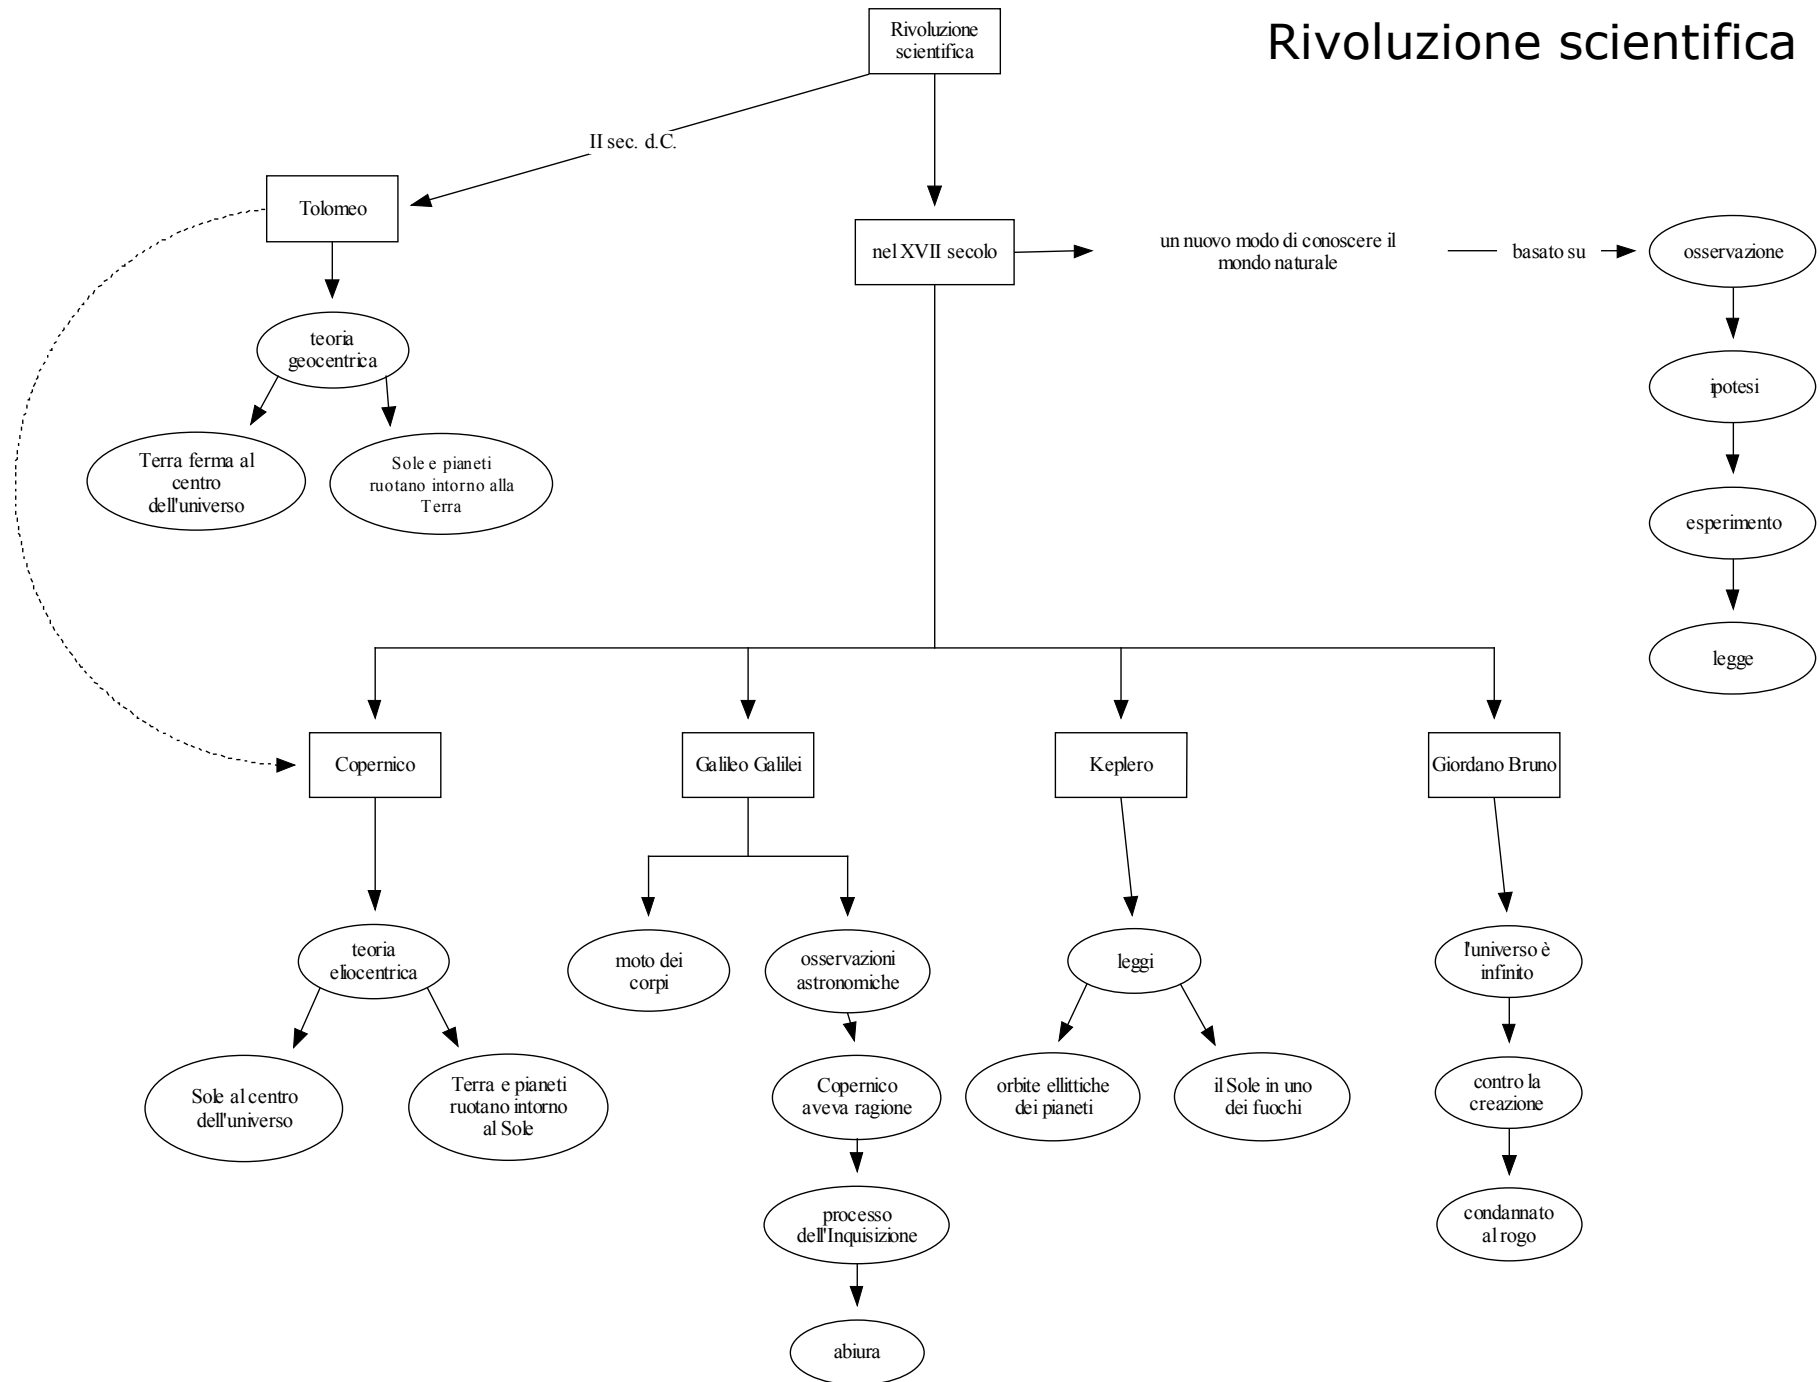 Rivoluzione scientifica
Rivoluzione
scientifica
II sec. d.C.
Tolomeo
nel XVII secolo
un nuovo modo di conoscere il
mondo naturale
basato su
osservazione
teoria
geocentrica
ipotesi
Terra ferma al
centro
dell'universo
Sole e pianeti
ruotano intorno alla
Terra
esperimento
legge
Copernico
Galileo Galilei
Keplero
Giordano Bruno
teoria
eliocentrica
moto dei
corpi
osservazioni
astronomiche
leggi
l'universo è
infinito
Sole al centro
dell'universo
Terra e pianeti
ruotano intorno
al Sole
Copernico
aveva ragione
orbite ellittiche
dei pianeti
il Sole in uno
dei fuochi
contro la
creazione
processo
dell'Inquisizione
condannato
al rogo
abiura